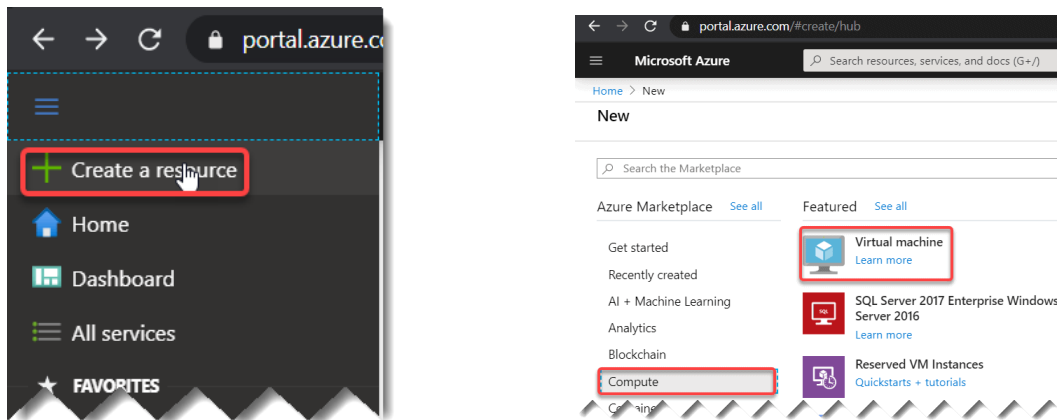 portal.azure.co
Create a resource
Home
Dashboard
All services
FAVORITES
portal.azure.com/#create/hub
Microsoft Azure
Search resources, services, and docs (G+/)
Home > New
New
Search the Marketplace
Azure Marketplace See all
Featured See all
Get started
Recently created
AI + Machine Learning
Analytics
Blockchain
Compute
Virtual machine
Learn more
SQL
SQL Server 2017 Enterprise Windows
Server 2016
Learn more
Reserved VM Instances
Quickstarts + tutorials